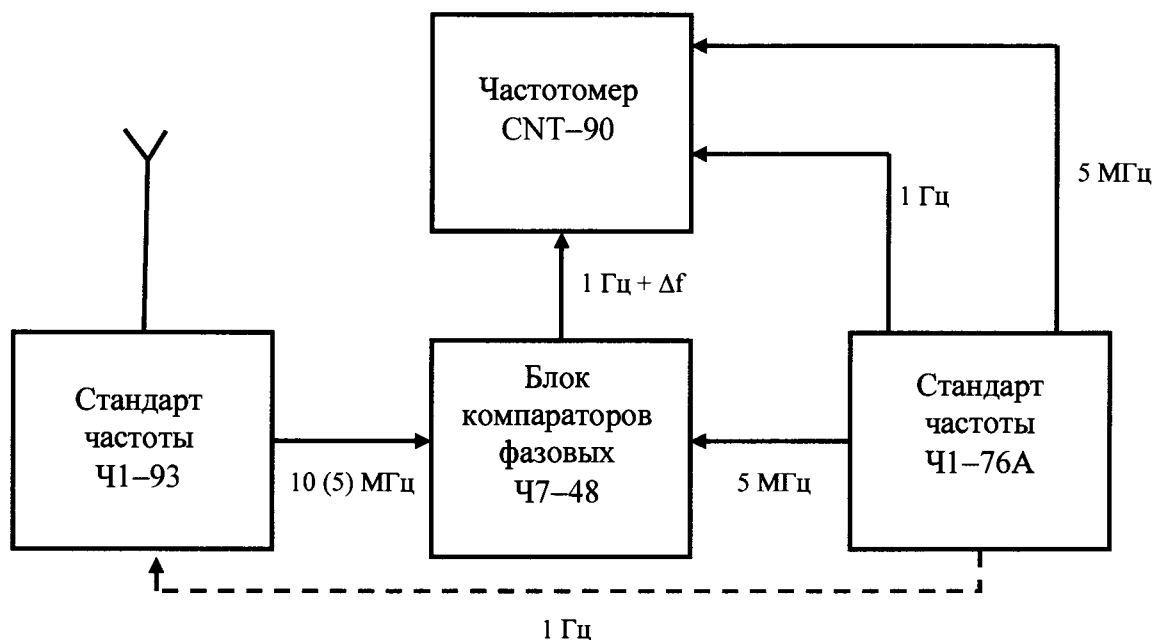 Частотомер
CNT–90
5 МГц
1 Гц
1 Гц + Δf
Стандарт
частоты
Ч1–93
10 (5) МГц
Блок
компараторов
фазовых
Ч7–48
5 МГц
Стандарт
частоты
Ч1–76А
1 Гц